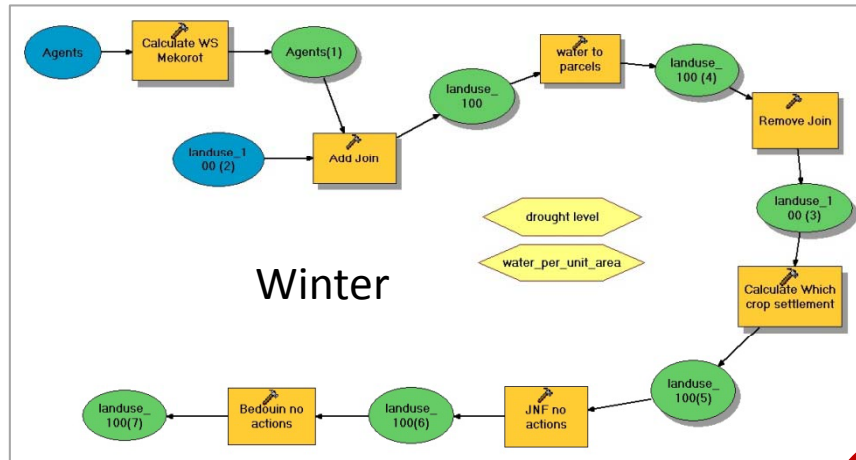 Agents
Calculate WS
Mekorot
Agents(1)
landuse_1
00 (2)
Add Join
landuse_
100
water to
parcels
landuse_
100 (4)
Remove Join
landuse_1
00 (3)
drought level
water_per_unit_area
Winter
Calculate Which
crop settlement
landuse_
100(5)
JNF no
actions
landuse_
100(6)
Bedouin no
actions
landuse_
100(7)